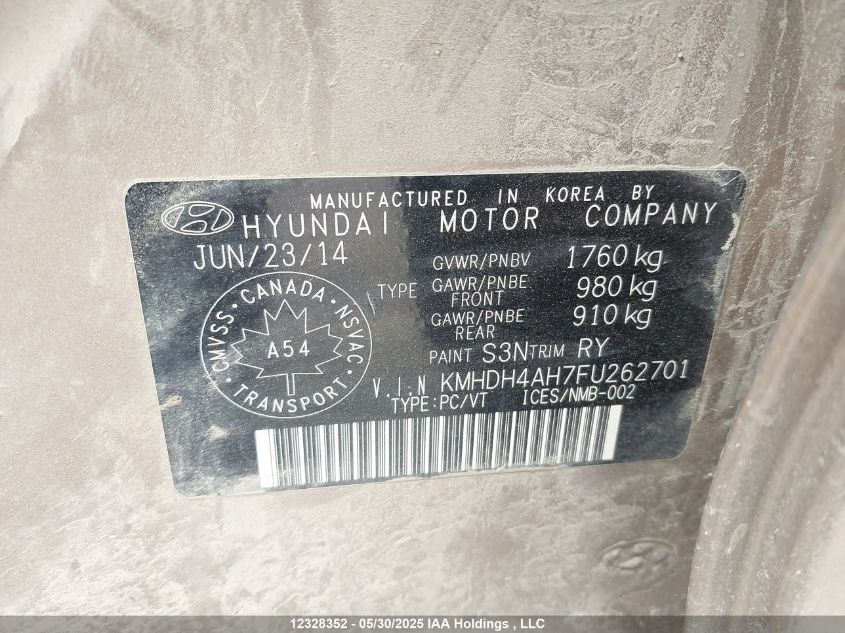 MANUFACTURED IN KOREA BY
HYUNDAI MOTOR COMPANY
JUN/23/14
GVWR/PNBV 1760 kg
TYPE GAWR/PNBE FRONT 980 kg
GAWR/PNBE REAR 910 kg
PAINT S3N TRIM RY
CMVSS · CANADA · NSVAC
A54
· TRANSPORT ·
V.I.N KMHDH4AH7FU262701
TYPE:PC/VT ICES/NMB-002
12328352 - 05/30/2025 IAA Holdings , LLC